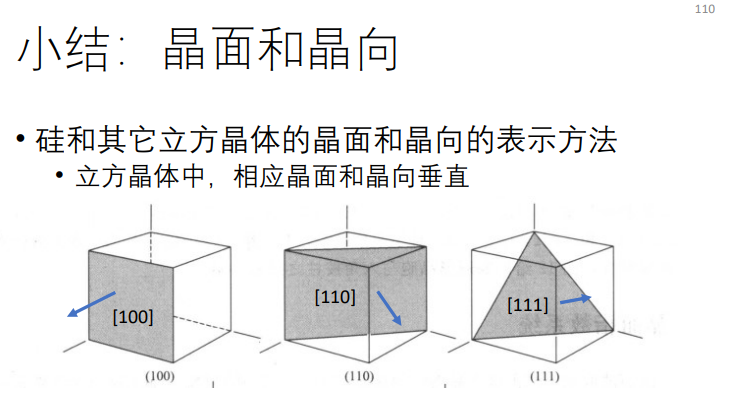 110
小结：晶面和晶向
• 硅和其它立方晶体的晶面和晶向的表示方法
• 立方晶体中，相应晶面和晶向垂直
[100]
[110]
[111]
(100)
(110)
(111)